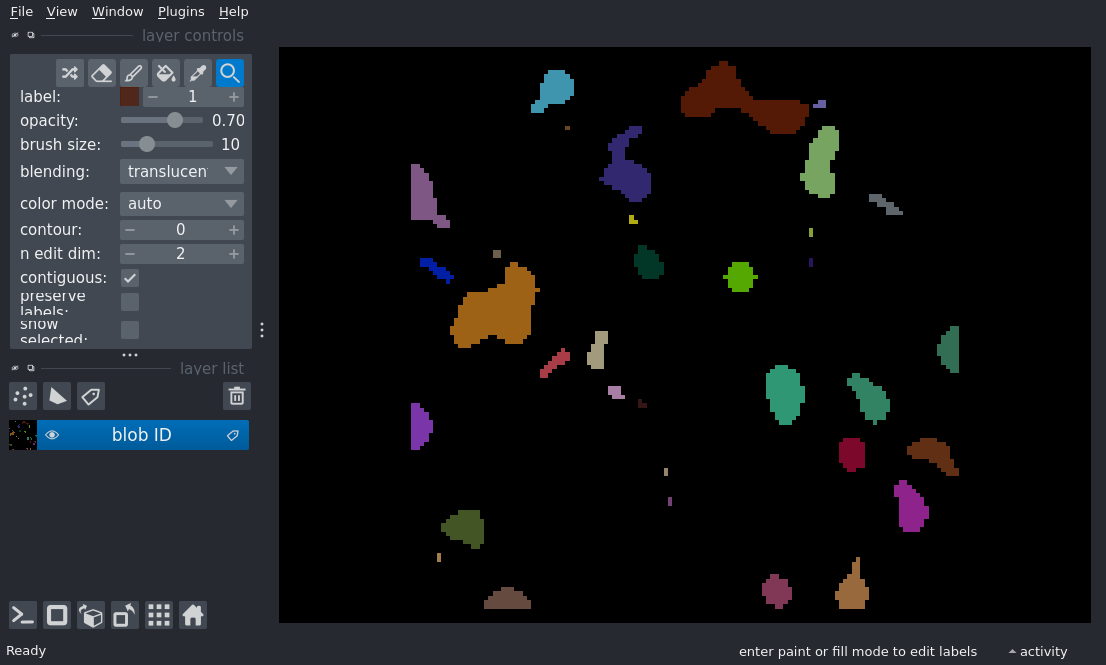 File View Window Plugins Help
layer controls
label: 1
opacity: 0.70
brush size: 10
blending: translucen
color mode: auto
contour: 0
n edit dim: 2
contiguous:
preserve
labels:
show
selected:
layer list
blob ID
Ready
enter paint or fill mode to edit labels
activity